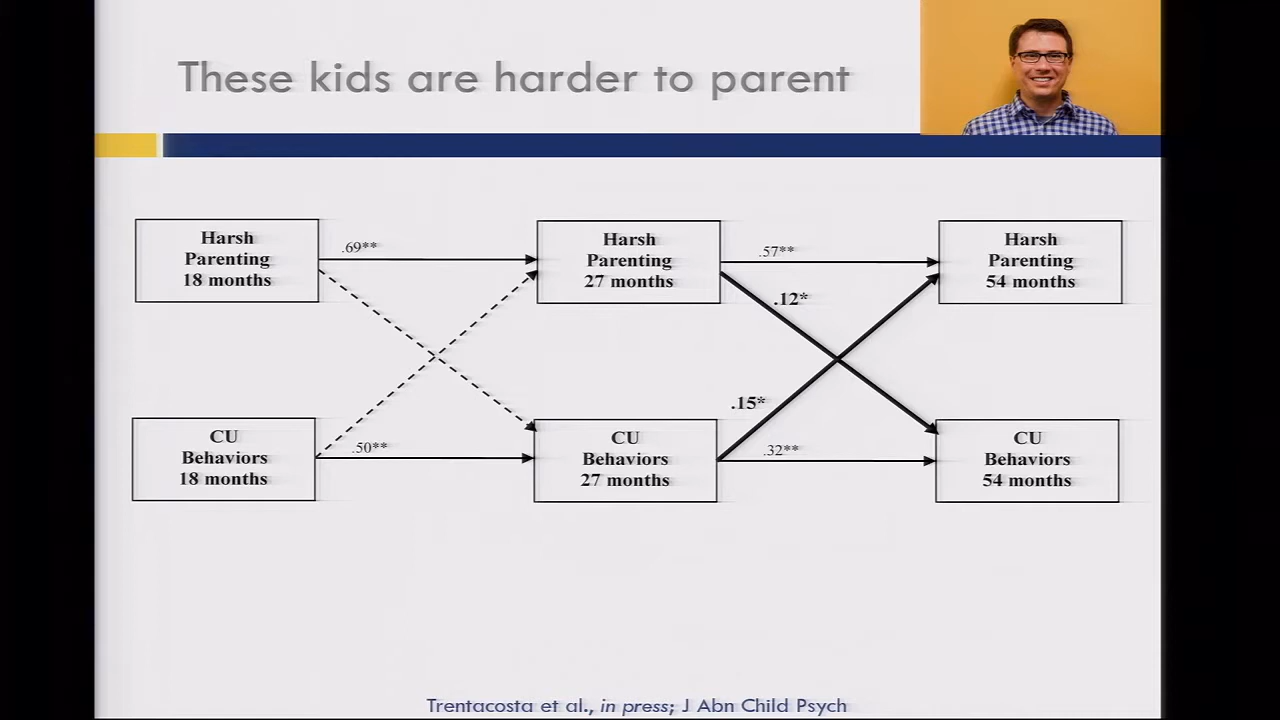 These kids are harder to parent
Harsh
Parenting
18 months
.69**
Harsh
Parenting
27 months
.57**
.12*
Harsh
Parenting
54 months
CU
Behaviors
18 months
.50**
CU
Behaviors
27 months
.15*
.32**
CU
Behaviors
54 months
Trentacosta et al., in press; J Abn Child Psych